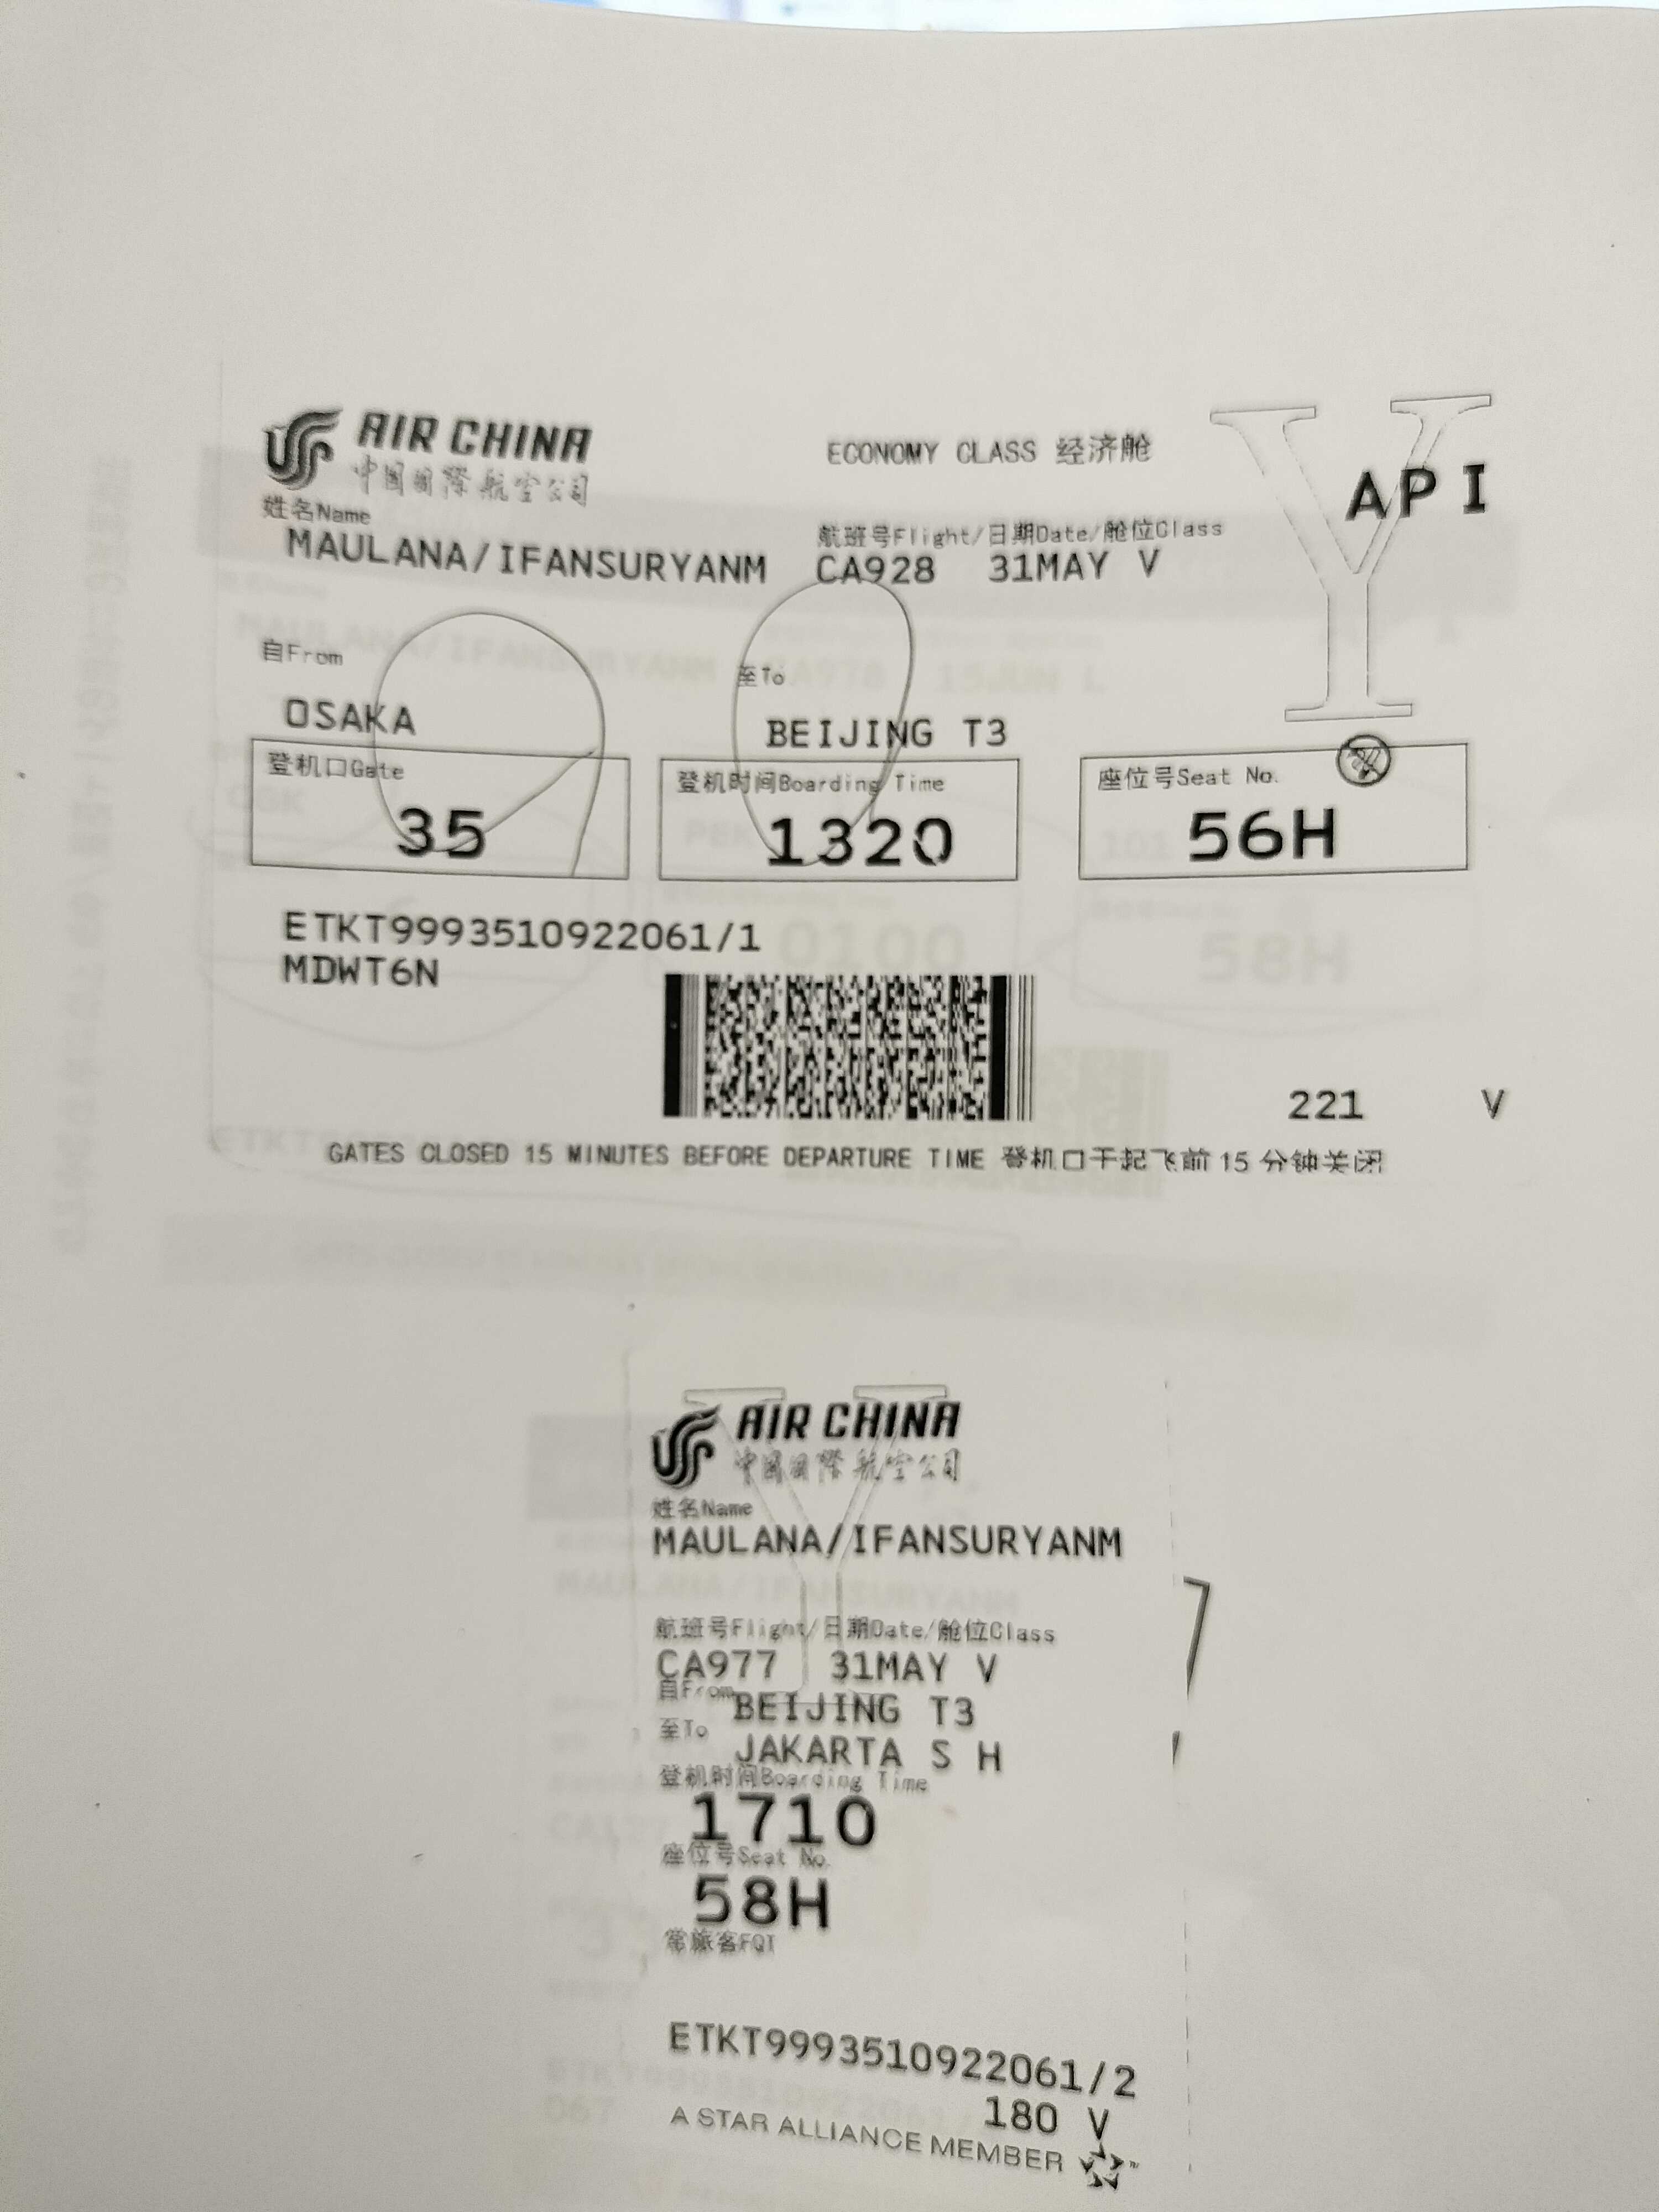 AIR CHINA
中国国際航空公司
ECONOMY CLASS 经济舱
API
姓名Name
MAULANA/IFANSURYANM
航班号Flight/日期Date/舱位Class
CA928 31MAY V
Y
自From
OSAKA
至To
BEIJING T3
登机口Gate
35
登机时间Boarding Time
1320
座位号Seat No.
56H
ETKT9993510922061/1
MDWT6N
221 V
GATES CLOSED 15 MINUTES BEFORE DEPARTURE TIME 登机口于起飞前15分钟关闭
AIR CHINA
中国国際航空公司
姓名Name
MAULANA/IFANSURYANM
航班号Flight/日期Date/舱位Class
CA977 31MAY V
自From BEIJING T3
至To JAKARTA S H
登机时间Boarding Time
1710
座位号Seat No.
58H
常旅客FQT
ETKT9993510922061/2
180 V
A STAR ALLIANCE MEMBER